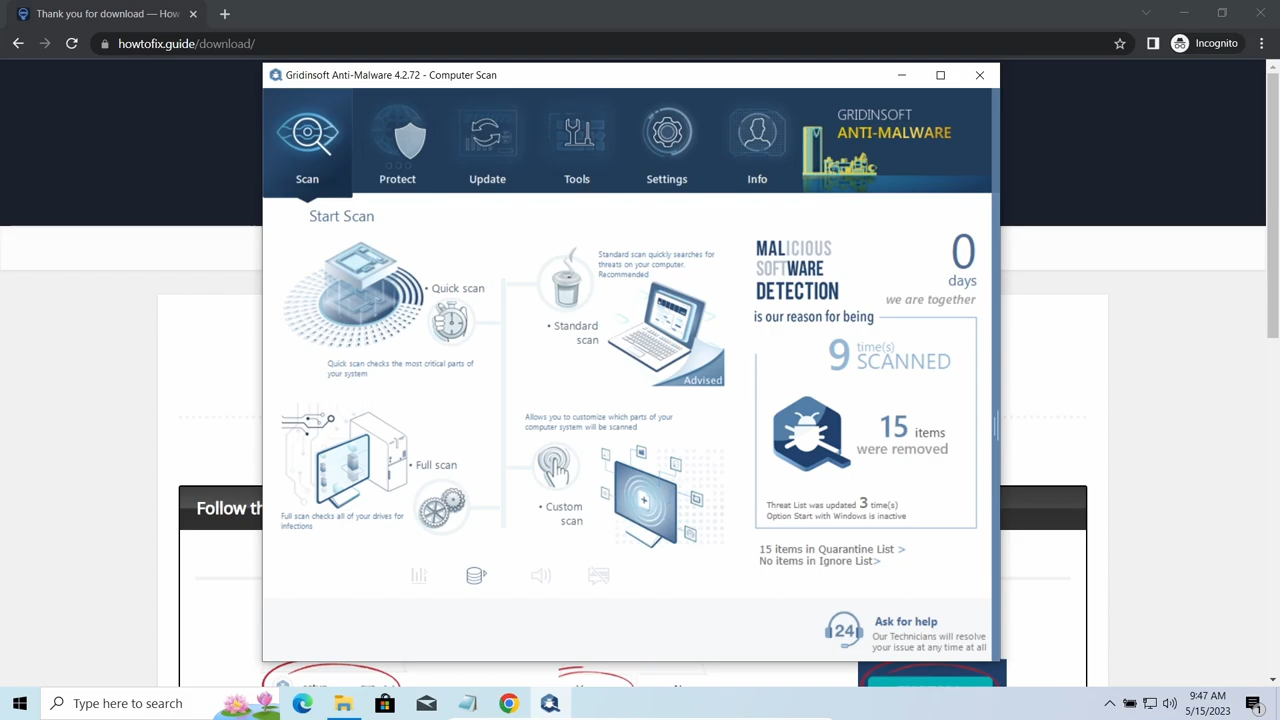 Thank you for download - How
howtofix.guide/download/
Incognito
Gridinsoft Anti-Malware 4.2.72 - Computer Scan
Scan
Protect
Update
Tools
Settings
Info
GRIDINSOFT
ANTI-MALWARE
Start Scan
• Quick scan
Quick scan checks the most critical parts of
your system
Standard scan quickly searches for
threats on your computer.
Recommended
• Standard
scan
Advised
• Full scan
Full scan checks all of your drives for
infections
Allows you to customize which parts of your
computer system will be scanned
• Custom
scan
MALICIOUS
SOFTWARE
DETECTION
is our reason for being
0
days
we are together
9 time(s)
SCANNED
15 items
were removed
Threat List was updated 3 time(s)
Option Start with Windows is inactive
15 items in Quarantine List >
No items in Ignore List>
24
Ask for help
Our Technicians will resolve
your issue at any time at all
Follow th
Type here to search
9:47 AM
5/15/2023
1